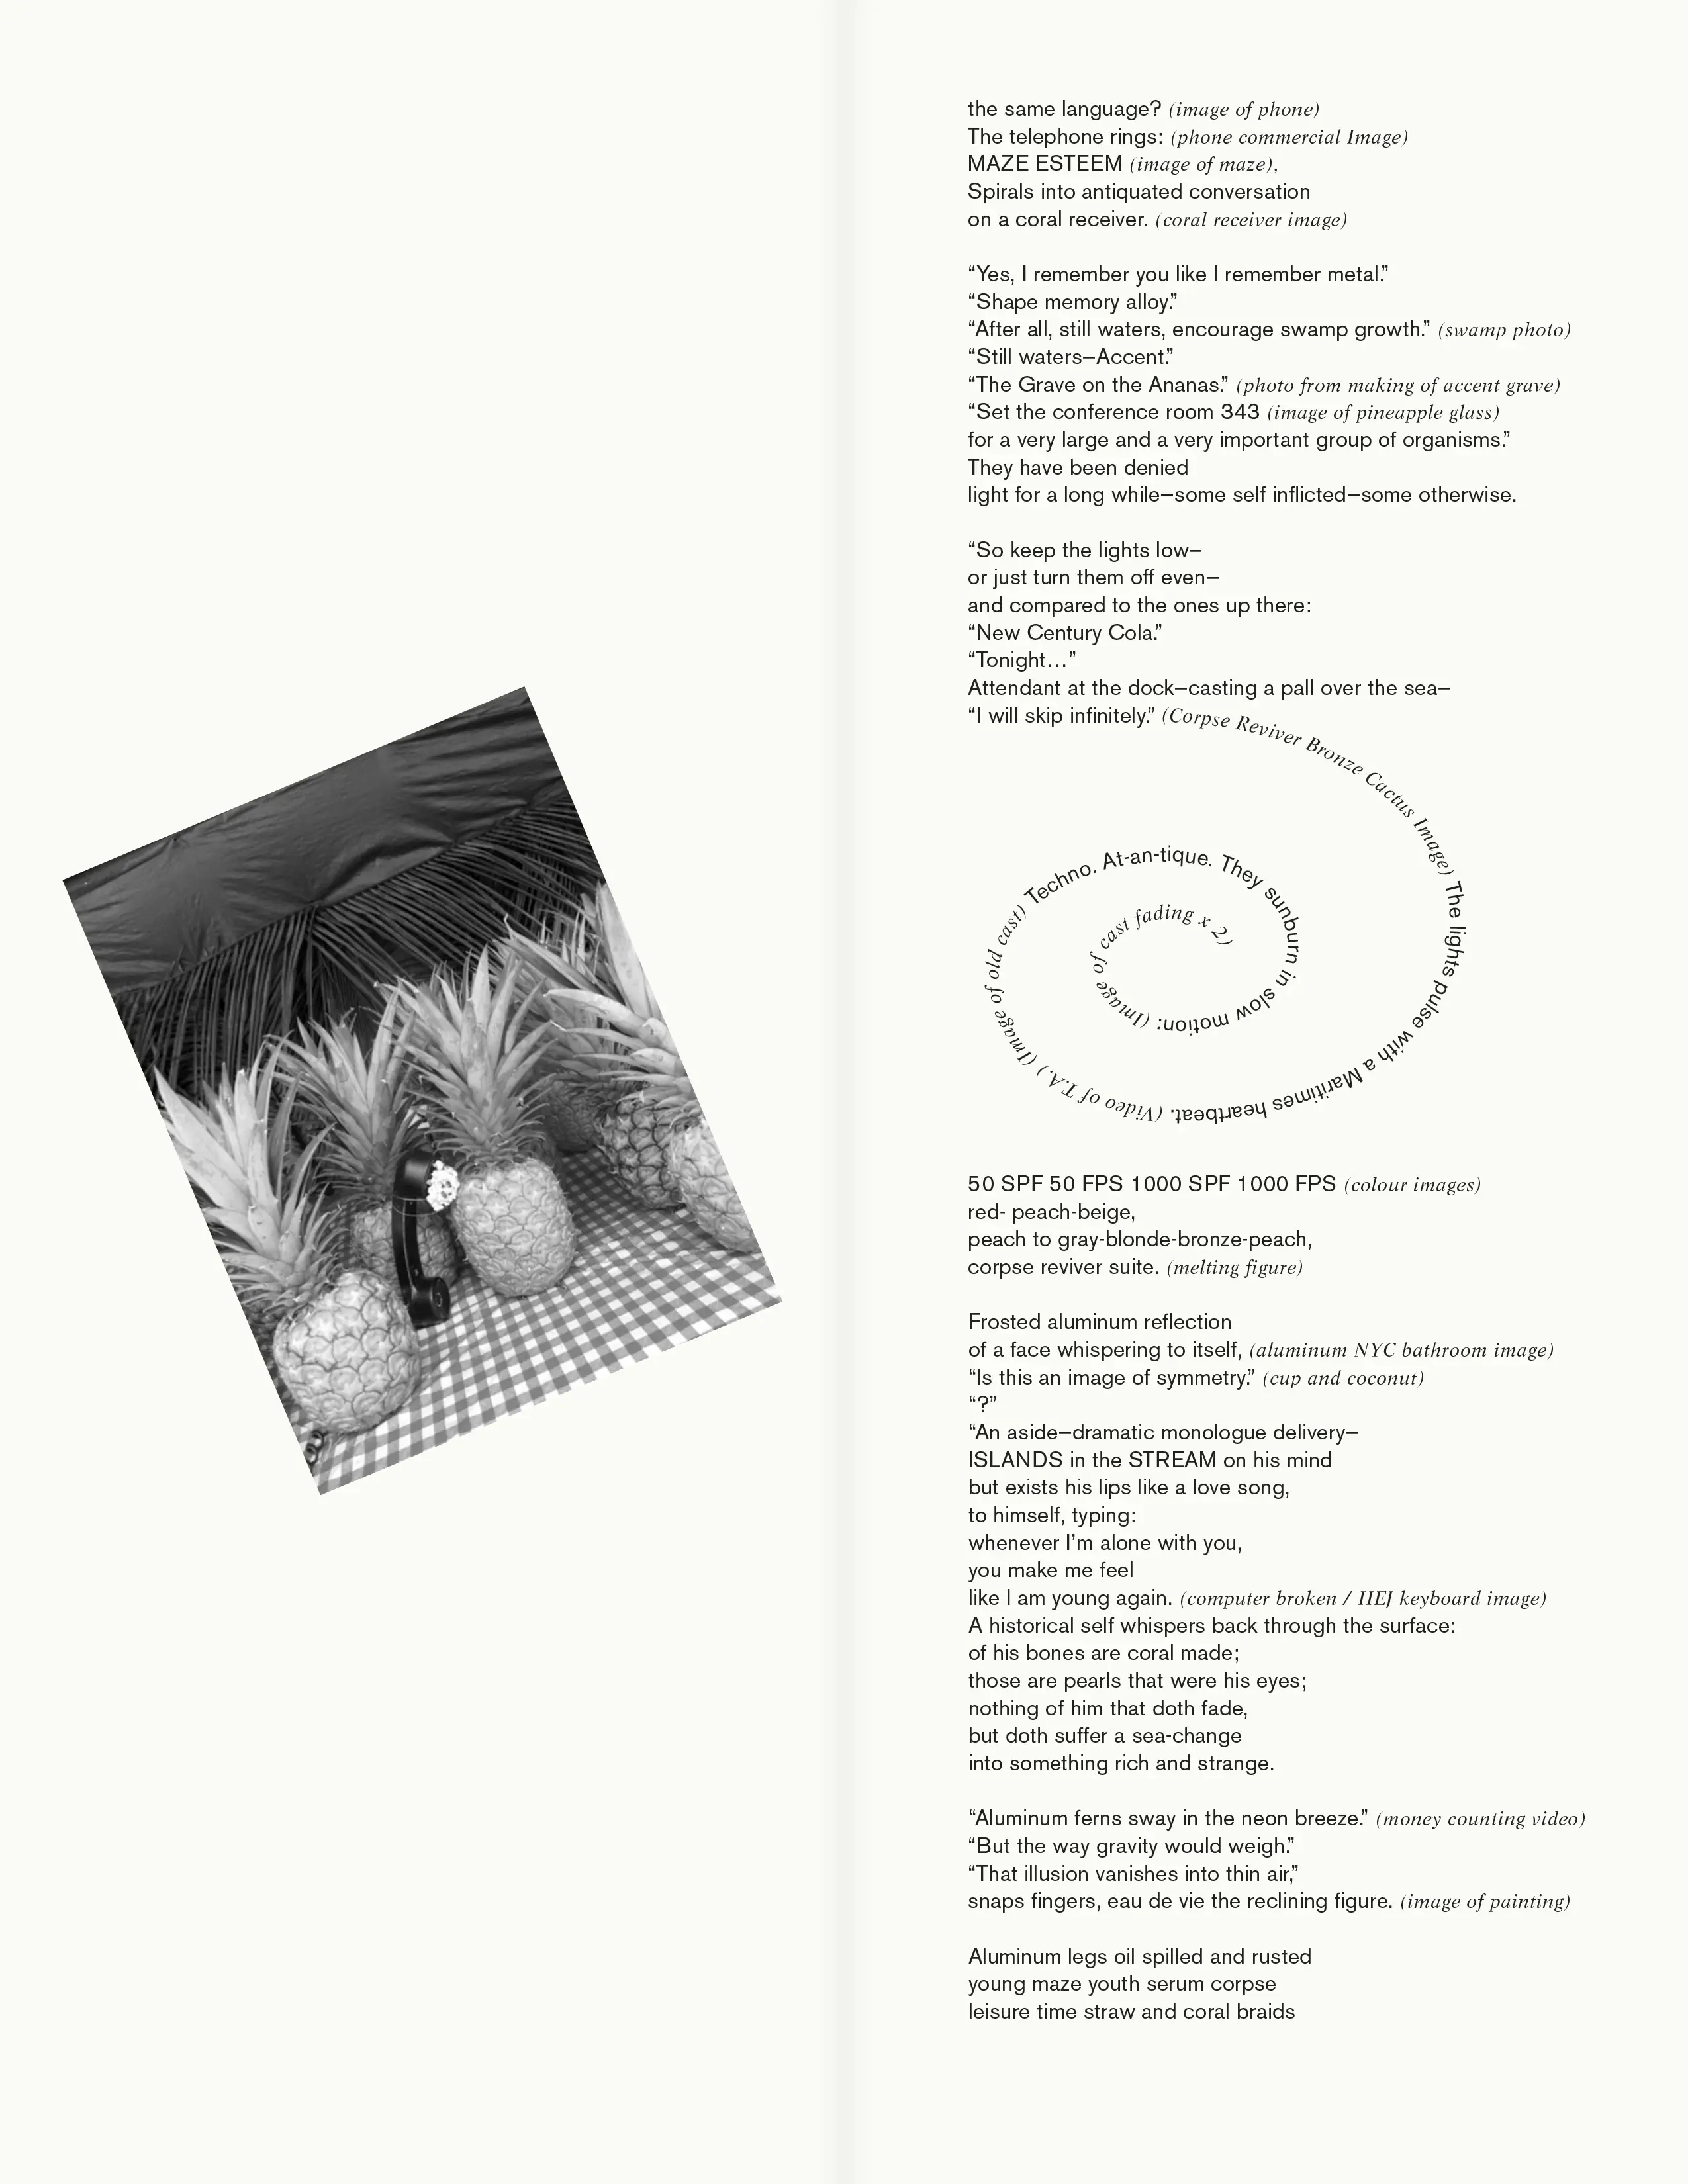 the same language? (image of phone)
The telephone rings: (phone commercial Image)
MAZE ESTEEM (image of maze),
Spirals into antiquated conversation
on a coral receiver. (coral receiver image)
“Yes, I remember you like I remember metal.”
“Shape memory alloy.”
“After all, still waters, encourage swamp growth.” (swamp photo)
“Still waters—Accent.”
“The Grave on the Ananas.” (photo from making of accent grave)
“Set the conference room 343 (image of pineapple glass)
for a very large and a very important group of organisms.”
They have been denied
light for a long while—some self inflicted—some otherwise.
“So keep the lights low—
or just turn them off even—
and compared to the ones up there:
“New Century Cola.”
“Tonight…”
Attendant at the dock—casting a pall over the sea—
“I will skip infinitely.” (Corpse Reviver Bronze Cactus Image) The lights pulse with a Maritimes heartbeat. (Video of T.A.) (Image of old cast) Techno. At-an-tique. They sunburn in slow motion: (Image of cast fading x 2)
50 SPF 50 FPS 1000 SPF 1000 FPS (colour images)
red- peach-beige,
peach to gray-blonde-bronze-peach,
corpse reviver suite. (melting figure)
Frosted aluminum reflection
of a face whispering to itself, (aluminum NYC bathroom image)
“Is this an image of symmetry.” (cup and coconut)
“?”
“An aside—dramatic monologue delivery—
ISLANDS in the STREAM on his mind
but exists his lips like a love song,
to himself, typing:
whenever I’m alone with you,
you make me feel
like I am young again. (computer broken / HEJ keyboard image)
A historical self whispers back through the surface:
of his bones are coral made;
those are pearls that were his eyes;
nothing of him that doth fade,
but doth suffer a sea-change
into something rich and strange.
“Aluminum ferns sway in the neon breeze.” (money counting video)
“But the way gravity would weigh.”
“That illusion vanishes into thin air,”
snaps fingers, eau de vie the reclining figure. (image of painting)
Aluminum legs oil spilled and rusted
young maze youth serum corpse
leisure time straw and coral braids